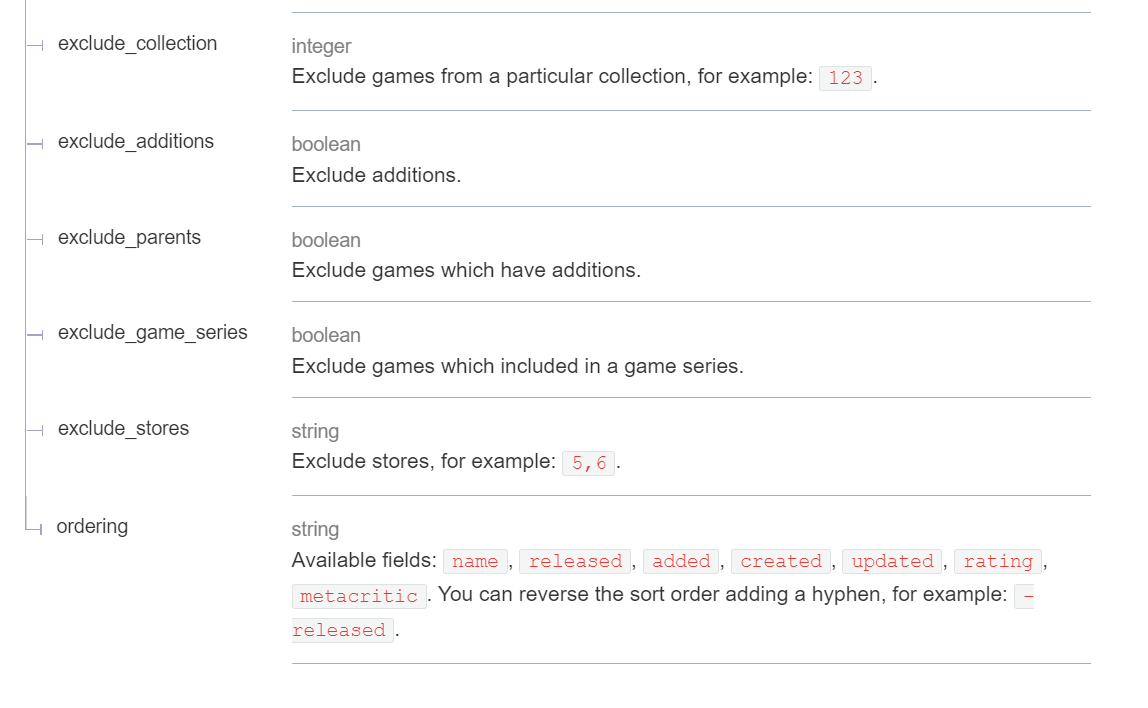 exclude_collection
integer
Exclude games from a particular collection, for example: 123 .
exclude_additions
boolean
Exclude additions.
exclude_parents
boolean
Exclude games which have additions.
exclude_game_series
boolean
Exclude games which included in a game series.
exclude_stores
string
Exclude stores, for example: 5,6 .
ordering
string
Available fields: name , released , added , created , updated , rating ,
metacritic . You can reverse the sort order adding a hyphen, for example: -
released .